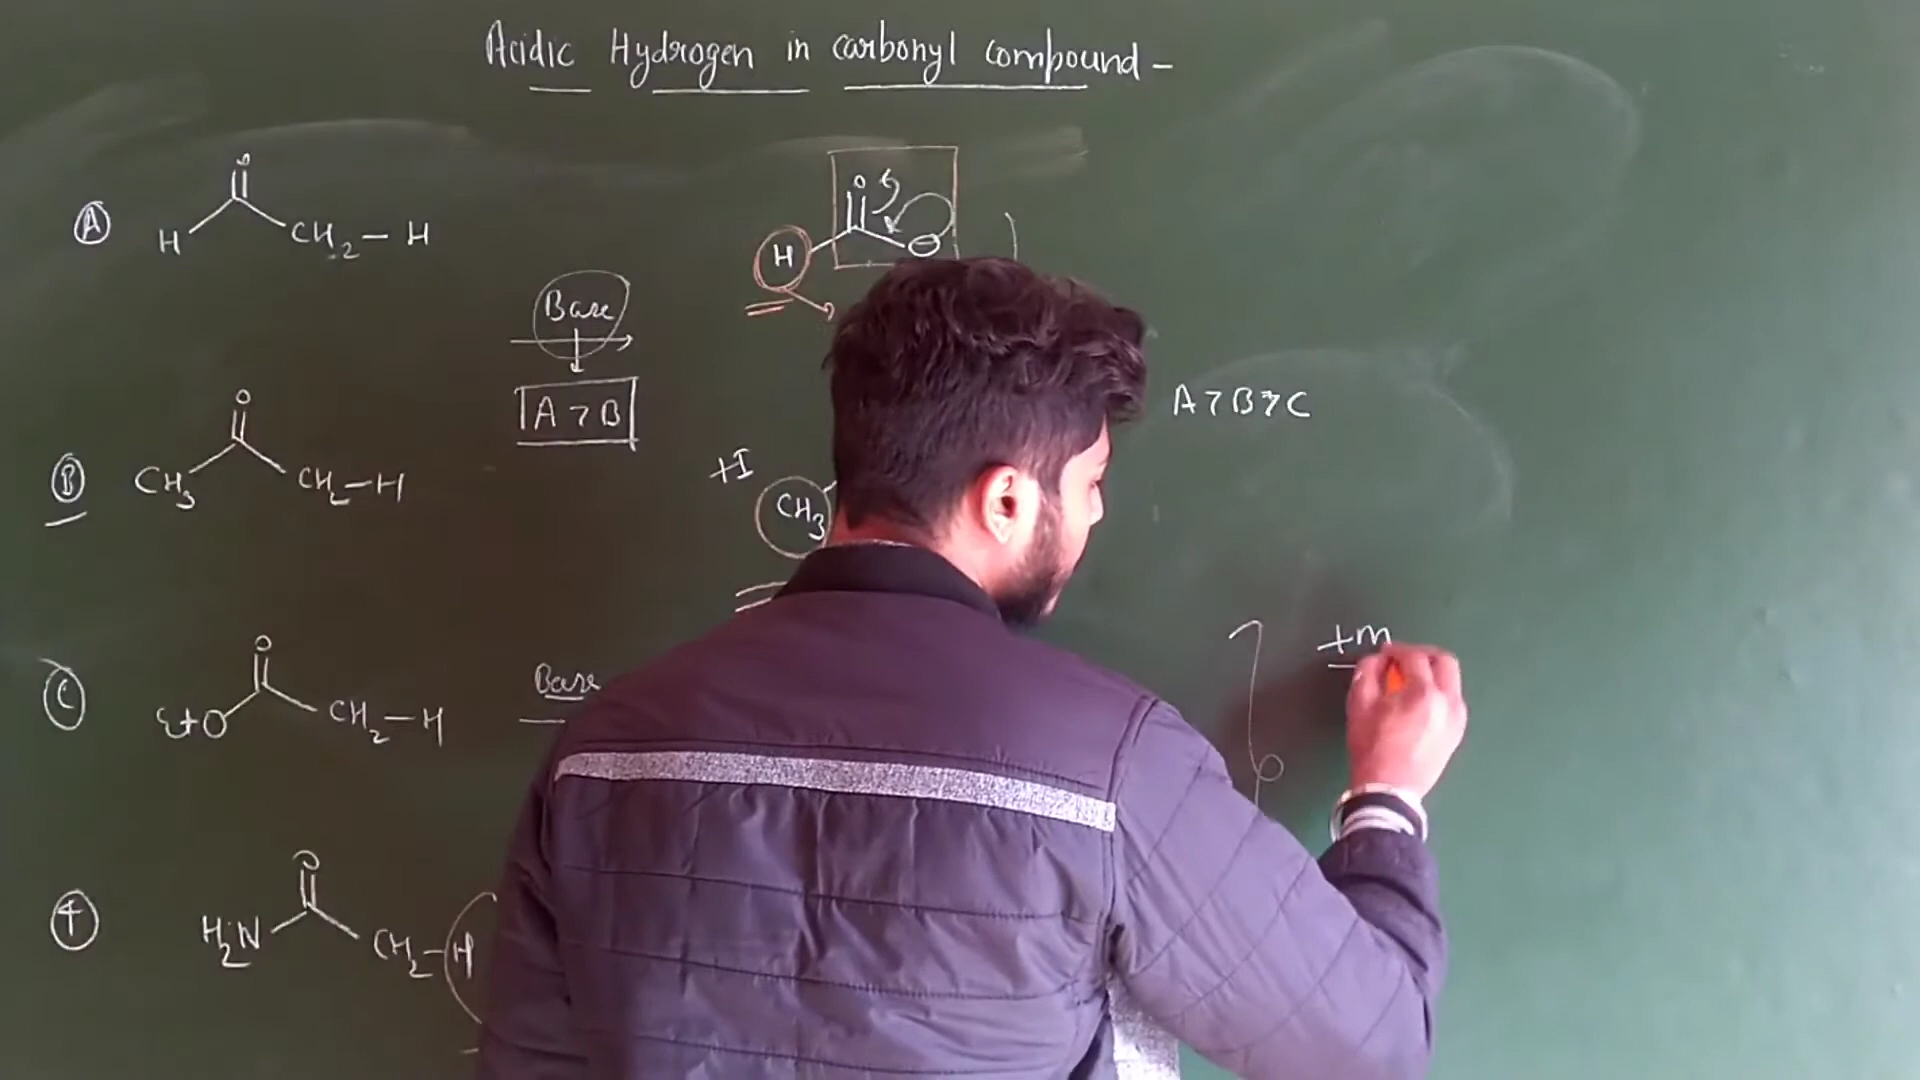 Acidic Hydrogen in carbonyl compound -
O
A H CH2 - H
O
H
Base
A > B
O
B CH3 CH2-H
+I
CH3
A > B > C
O
C EtO CH2-H
Base
+m
O
H2N CH2-H